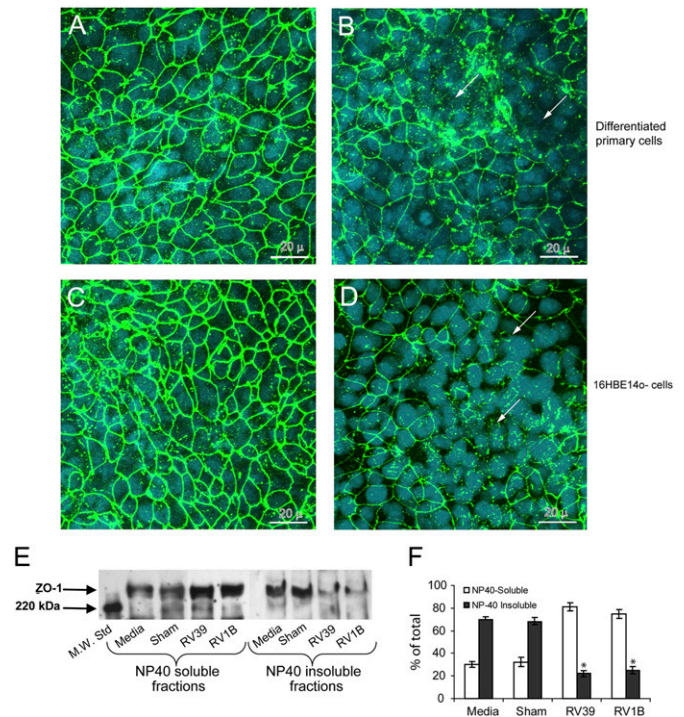 A
B
20 µ
20 µ
Differentiated
primary cells
C
D
20 µ
20 µ
16HBE14o- cells
E
ZO-1
220 kDa
M.W. Std
Media
Sham
RV39
RV1B
Media
Sham
RV39
RV1B
NP40 soluble
fractions
NP40 insoluble
fractions
F
NP40-Soluble
NP-40 Insoluble
% of total
100
80
60
40
20
0
*
*
Media
Sham
RV39
RV1B